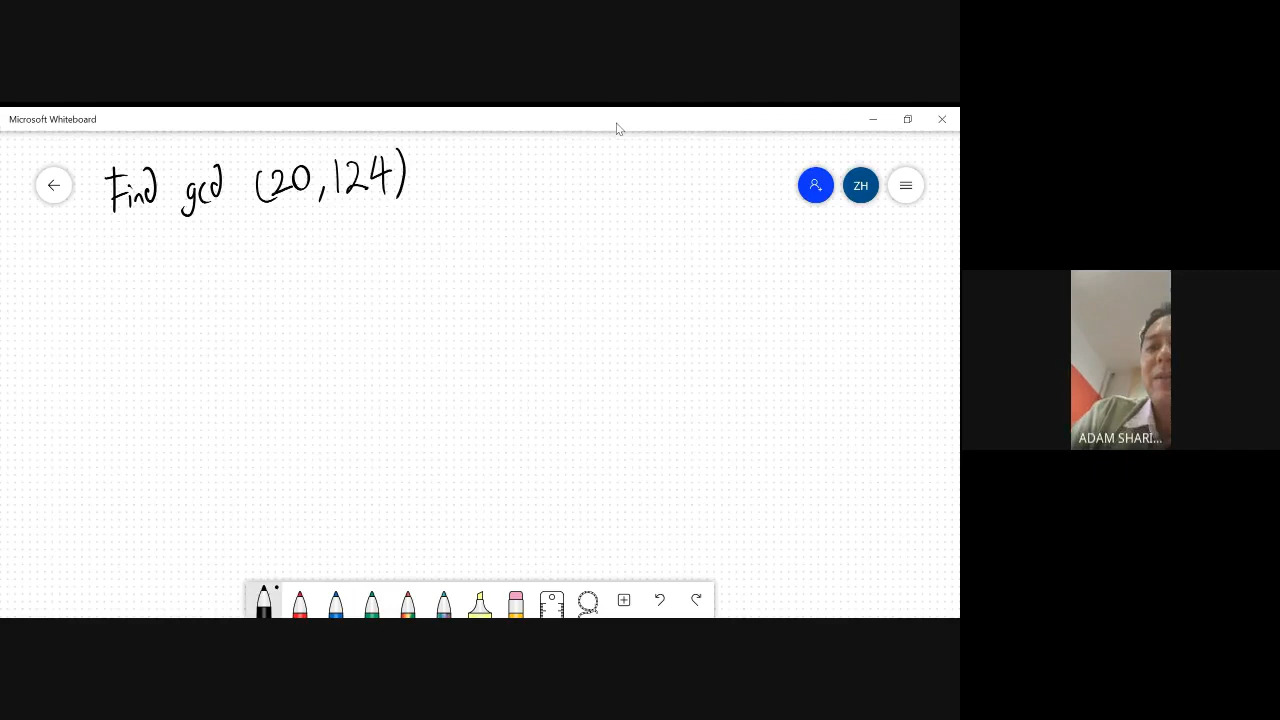 Microsoft Whiteboard
Find gcd (20,124)
ZH
ADAM SHARI...